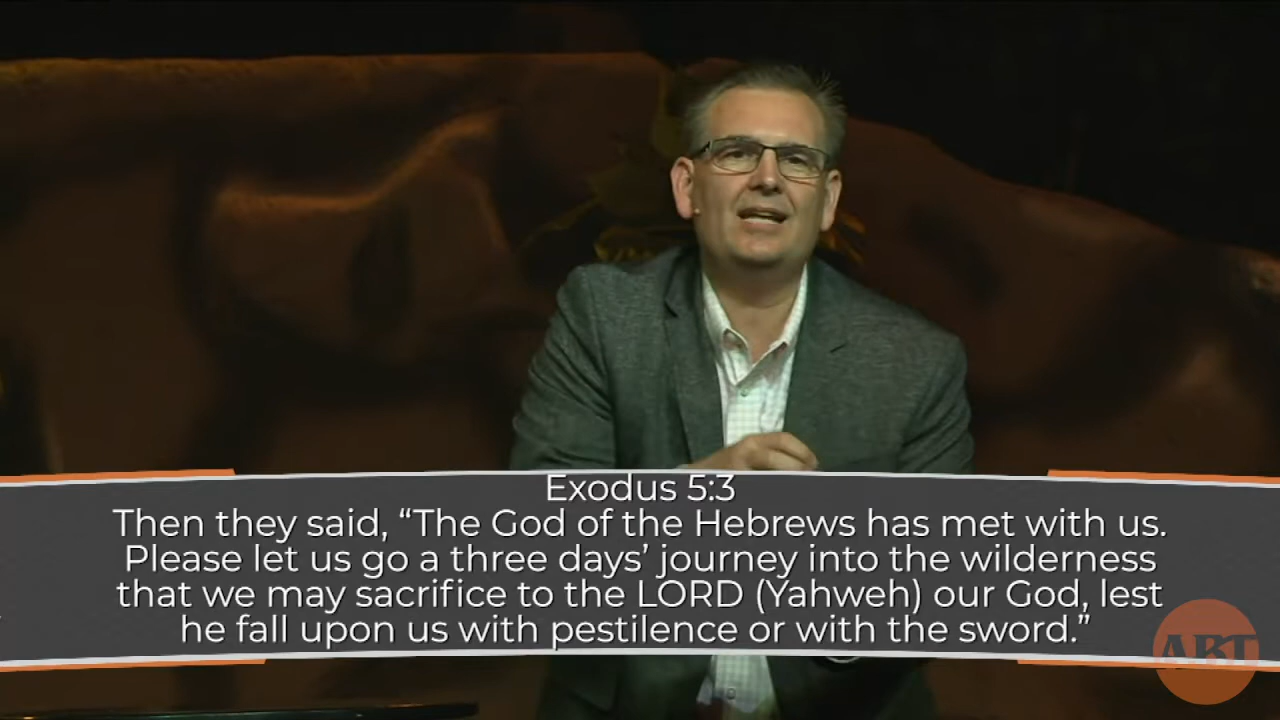 Exodus 5:3
Then they said, “The God of the Hebrews has met with us.
Please let us go a three days’ journey into the wilderness
that we may sacrifice to the LORD (Yahweh) our God, lest
he fall upon us with pestilence or with the sword.”
ART